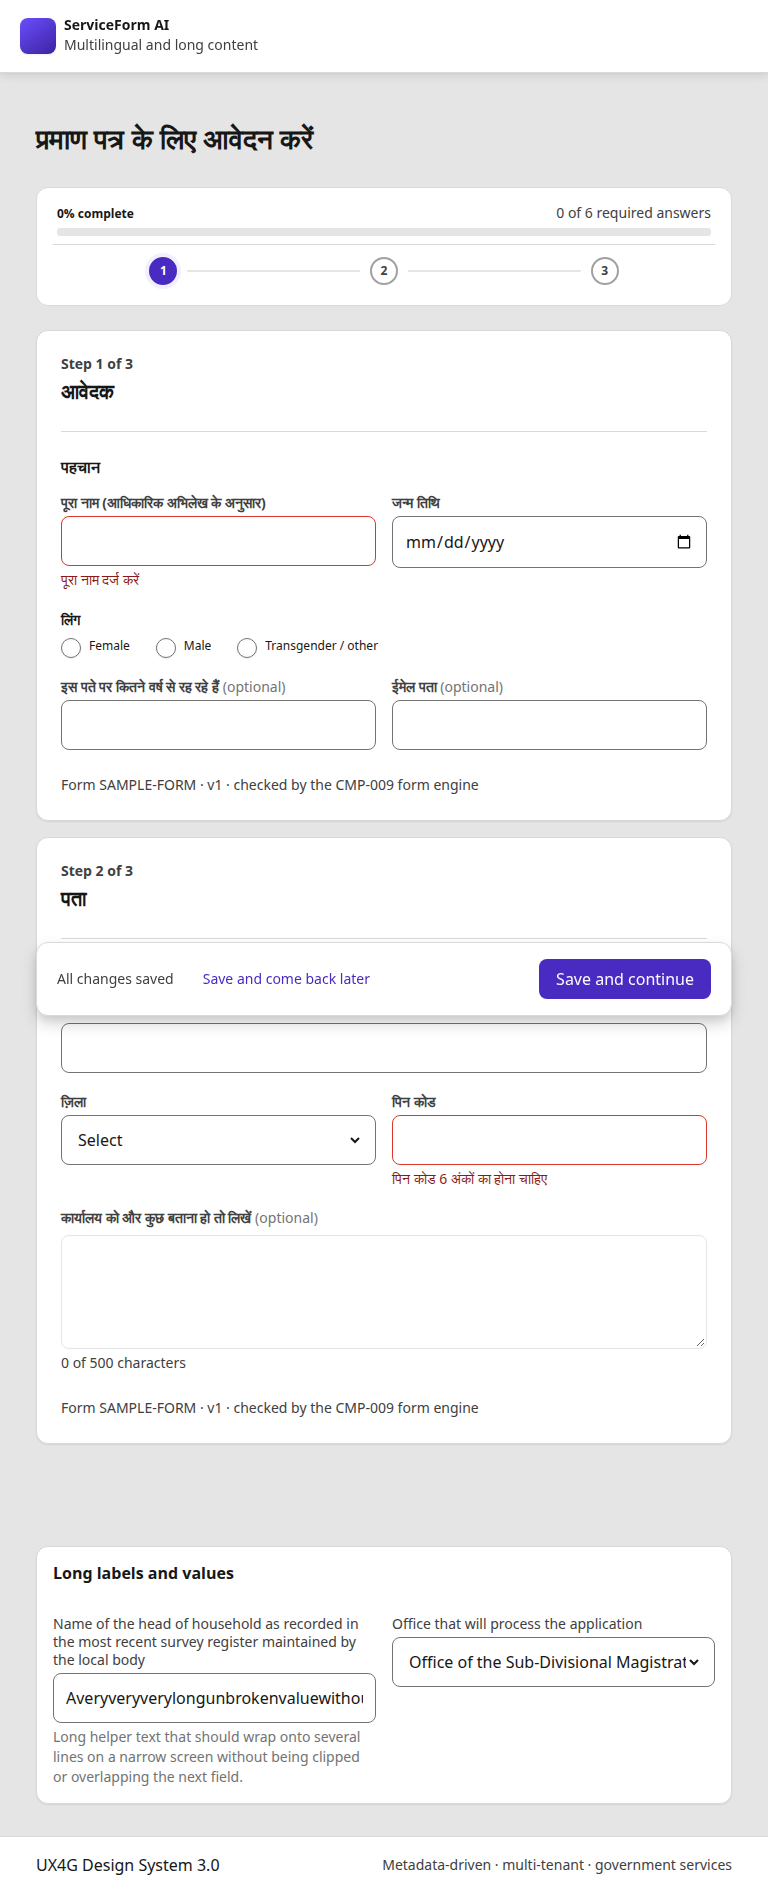 ServiceForm AI
Multilingual and long content
प्रमाण पत्र के लिए आवेदन करें
0% complete
0 of 6 required answers
1
2
3
Step 1 of 3
आवेदक
पहचान
पूरा नाम (आधिकारिक अभिलेख के अनुसार)
जन्म तिथि
mm/dd/yyyy
पूरा नाम दर्ज करें
लिंग
Female
Male
Transgender / other
इस पते पर कितने वर्ष से रह रहे हैं (optional)
ईमेल पता (optional)
Form SAMPLE-FORM · v1 · checked by the CMP-009 form engine
Step 2 of 3
पता
All changes saved
Save and come back later
Save and continue
ज़िला
पिन कोड
Select
पिन कोड 6 अंकों का होना चाहिए
कार्यालय को और कुछ बताना हो तो लिखें (optional)
0 of 500 characters
Form SAMPLE-FORM · v1 · checked by the CMP-009 form engine
Long labels and values
Name of the head of household as recorded in
the most recent survey register maintained by
the local body
Office that will process the application
Office of the Sub-Divisional Magistrat
Averyveryverylongunbrokenvaluewithou
Long helper text that should wrap onto several
lines on a narrow screen without being clipped
or overlapping the next field.
UX4G Design System 3.0
Metadata-driven · multi-tenant · government services